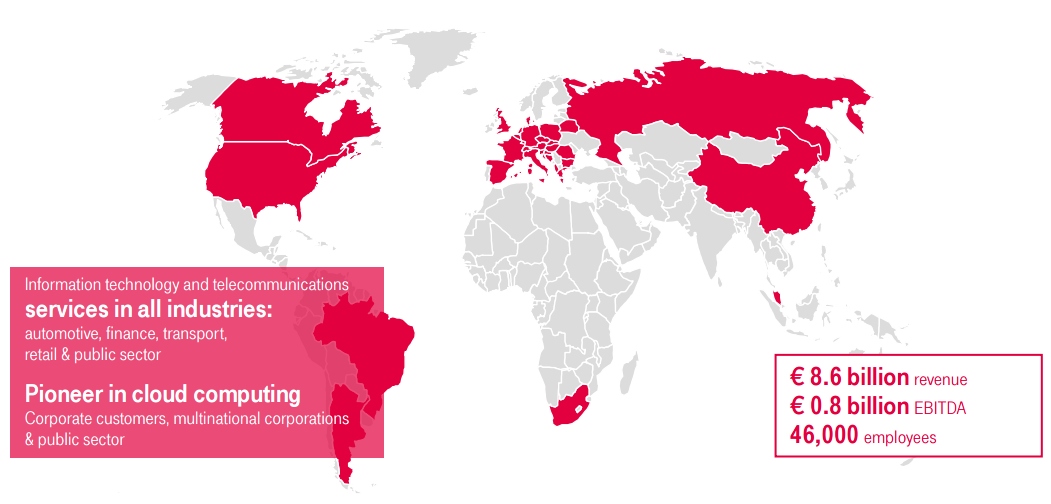 Information technology and telecommunications
services in all industries:
automotive, finance, transport,
retail & public sector
Pioneer in cloud computing
Corporate customers, multinational corporations
& public sector
€ 8.6 billion revenue
€ 0.8 billion EBITDA
46,000 employees